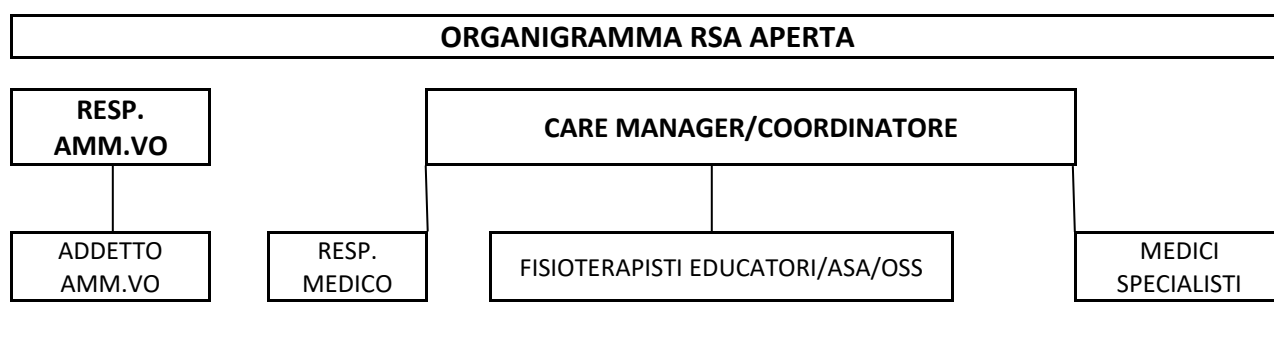 ORGANIGRAMMA RSA APERTA
RESP.
AMM.VO
CARE MANAGER/COORDINATORE
ADDETTO
AMM.VO
RESP.
MEDICO
FISIOTERAPISTI EDUCATORI/ASA/OSS
MEDICI
SPECIALISTI